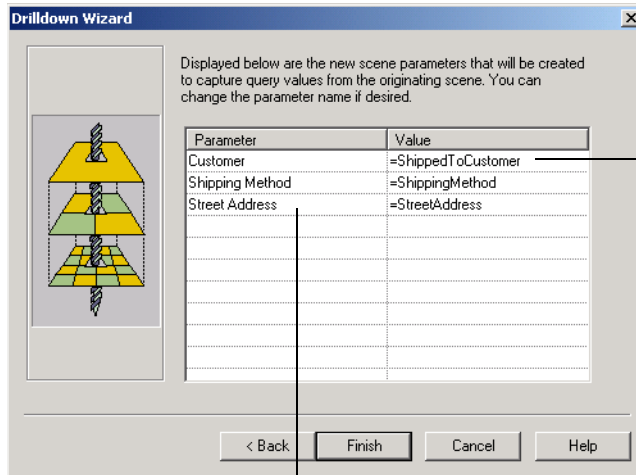 Drilldown Wizard
Displayed below are the new scene parameters that will be created
to capture query values from the originating scene. You can
change the parameter name if desired.
Parameter Value
Customer =ShippedToCustomer
Shipping Method =ShippingMethod
Street Address =StreetAddress
< Back Finish Cancel Help